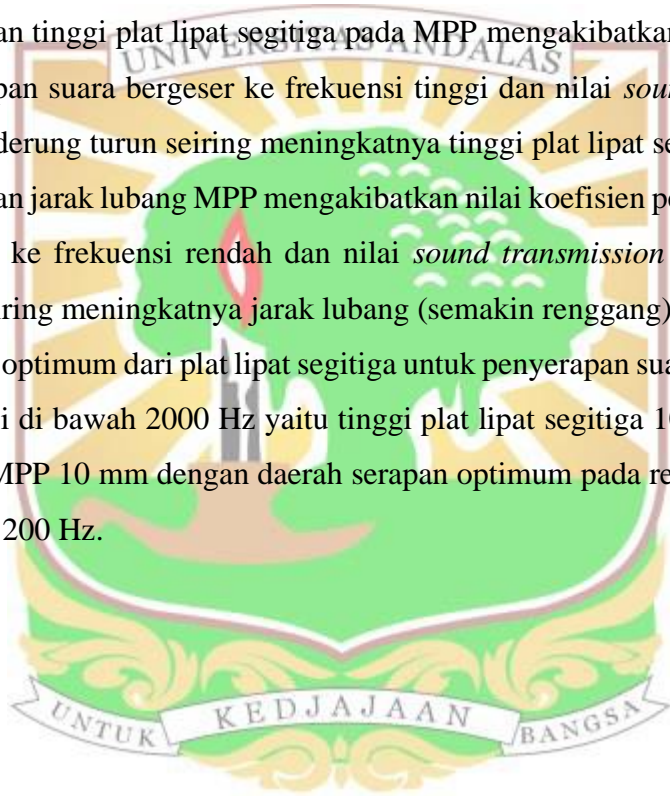 an tinggi plat lipat segitiga pada MPP mengakibatkan
UNIVERSITAS ANDALAS
pan suara bergeser ke frekuensi tinggi dan nilai soun
derung turun seiring meningkatnya tinggi plat lipat se
an jarak lubang MPP mengakibatkan nilai koefisien pe
ke frekuensi rendah dan nilai sound transmission
iring meningkatnya jarak lubang (semakin renggang)
optimum dari plat lipat segitiga untuk penyerapan sua
i di bawah 2000 Hz yaitu tinggi plat lipat segitiga 1
MPP 10 mm dengan daerah serapan optimum pada re
200 Hz.
UNTUK KEDJAJAAN BANGSA